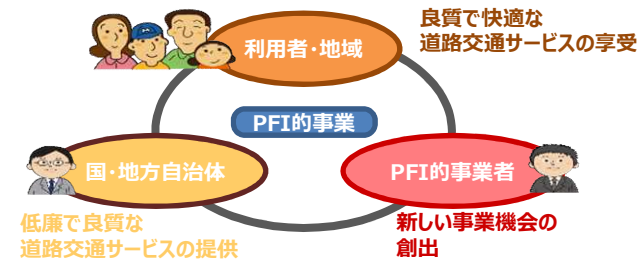 良質で快適な
道路交通サービスの享受
利用者・地域
PFI的事業
国・地方自治体
PFI的事業者
低廉で良質な
道路交通サービスの提供
新しい事業機会の
創出